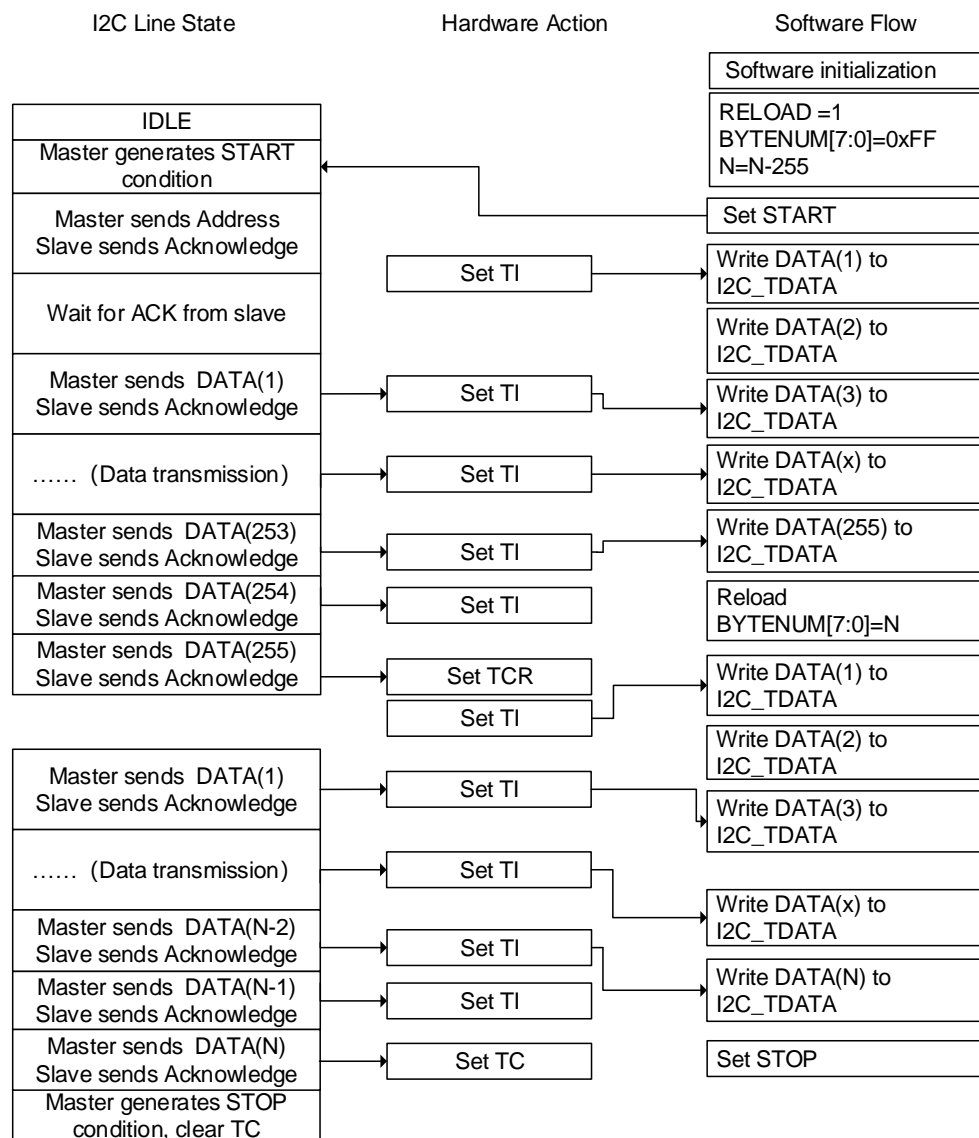 I2C Line State
Hardware Action
Software Flow
Software initialization
IDLE
RELOAD =1
BYTENUM[7:0]=0xFF
N=N-255
Master generates START
condition
Set START
Master sends Address
Slave sends Acknowledge
Set TI
Write DATA(1) to
I2C_TDATA
Wait for ACK from slave
Write DATA(2) to
I2C_TDATA
Master sends DATA(1)
Slave sends Acknowledge
Set TI
Write DATA(3) to
I2C_TDATA
…… (Data transmission)
Set TI
Write DATA(x) to
I2C_TDATA
Master sends DATA(253)
Slave sends Acknowledge
Set TI
Write DATA(255) to
I2C_TDATA
Master sends DATA(254)
Slave sends Acknowledge
Set TI
Reload
BYTENUM[7:0]=N
Master sends DATA(255)
Slave sends Acknowledge
Set TCR
Set TI
Write DATA(1) to
I2C_TDATA
Write DATA(2) to
I2C_TDATA
Master sends DATA(1)
Slave sends Acknowledge
Set TI
Write DATA(3) to
I2C_TDATA
…… (Data transmission)
Set TI
Write DATA(x) to
I2C_TDATA
Master sends DATA(N-2)
Slave sends Acknowledge
Set TI
Write DATA(N) to
I2C_TDATA
Master sends DATA(N-1)
Slave sends Acknowledge
Set TI
Master sends DATA(N)
Slave sends Acknowledge
Set TC
Set STOP
Master generates STOP
condition, clear TC